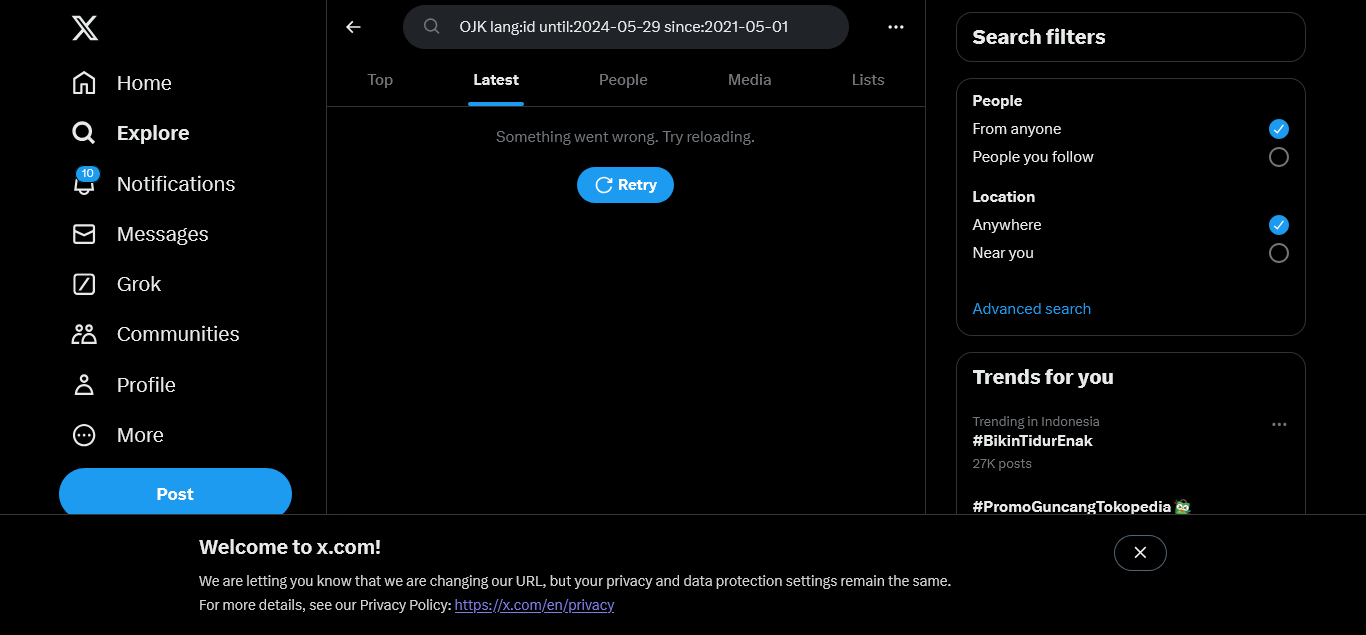 Home
Explore
10
Notifications
Messages
Grok
Communities
Profile
More
Post
OJK lang:id until:2024-05-29 since:2021-05-01
Top
Latest
People
Media
Lists
Something went wrong. Try reloading.
Retry
Search filters
People
From anyone
People you follow
Location
Anywhere
Near you
Advanced search
Trends for you
Trending in Indonesia
#BikinTidurEnak
27K posts
#PromoGuncangTokopedia
Welcome to x.com!
We are letting you know that we are changing our URL, but your privacy and data protection settings remain the same.
For more details, see our Privacy Policy: https://x.com/en/privacy